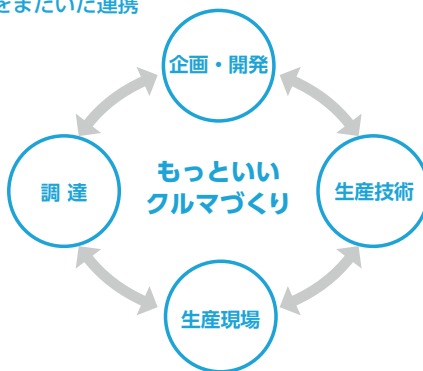 をまたいだ連携
企画・開発
調 達
もっといい
クルマづくり
生産技術
生産現場